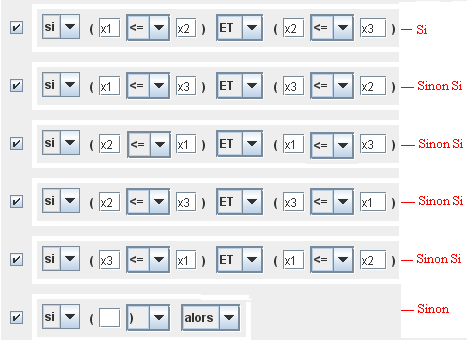 si ( x1 <= x2 ) ET ( x2 <= x3 ) — Si
si ( x1 <= x3 ) ET ( x3 <= x2 ) — Sinon Si
si ( x2 <= x1 ) ET ( x1 <= x3 ) — Sinon Si
si ( x2 <= x3 ) ET ( x3 <= x1 ) — Sinon Si
si ( x3 <= x1 ) ET ( x1 <= x2 ) — Sinon Si
si ( ) alors — Sinon